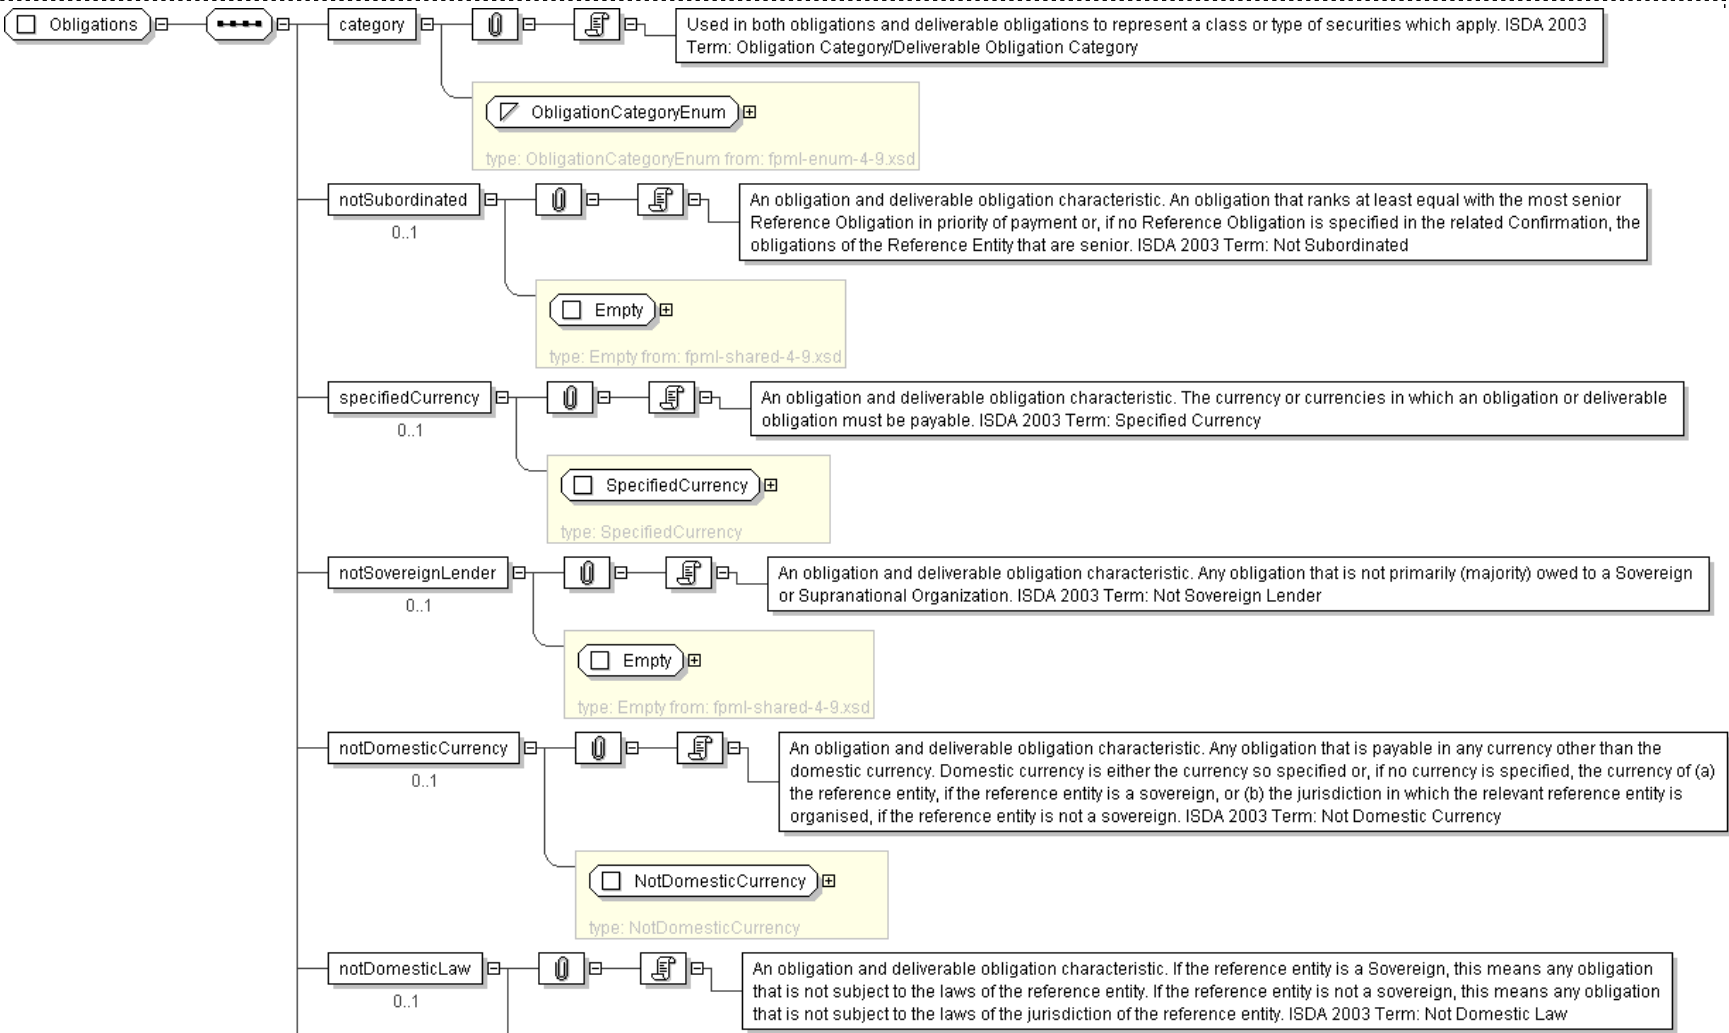 Obligations
category
Used in both obligations and deliverable obligations to represent a class or type of securities which apply. ISDA 2003
Term: Obligation Category/Deliverable Obligation Category
ObligationCategoryEnum
type: ObligationCategoryEnum from: fpml-enum-4-9.xsd
notSubordinated
0..1
An obligation and deliverable obligation characteristic. An obligation that ranks at least equal with the most senior
Reference Obligation in priority of payment or, if no Reference Obligation is specified in the related Confirmation, the
obligations of the Reference Entity that are senior. ISDA 2003 Term: Not Subordinated
Empty
type: Empty from: fpml-shared-4-9.xsd
specifiedCurrency
0..1
An obligation and deliverable obligation characteristic. The currency or currencies in which an obligation or deliverable
obligation must be payable. ISDA 2003 Term: Specified Currency
SpecifiedCurrency
type: SpecifiedCurrency
notSovereignLender
0..1
An obligation and deliverable obligation characteristic. Any obligation that is not primarily (majority) owed to a Sovereign
or Supranational Organization. ISDA 2003 Term: Not Sovereign Lender
Empty
type: Empty from: fpml-shared-4-9.xsd
notDomesticCurrency
0..1
An obligation and deliverable obligation characteristic. Any obligation that is payable in any currency other than the
domestic currency. Domestic currency is either the currency so specified or, if no currency is specified, the currency of (a)
the reference entity, if the reference entity is a sovereign, or (b) the jurisdiction in which the relevant reference entity is
organised, if the reference entity is not a sovereign. ISDA 2003 Term: Not Domestic Currency
NotDomesticCurrency
type: NotDomesticCurrency
notDomesticLaw
0..1
An obligation and deliverable obligation characteristic. If the reference entity is a Sovereign, this means any obligation
that is not subject to the laws of the reference entity. If the reference entity is not a sovereign, this means any obligation
that is not subject to the laws of the jurisdiction of the reference entity. ISDA 2003 Term: Not Domestic Law